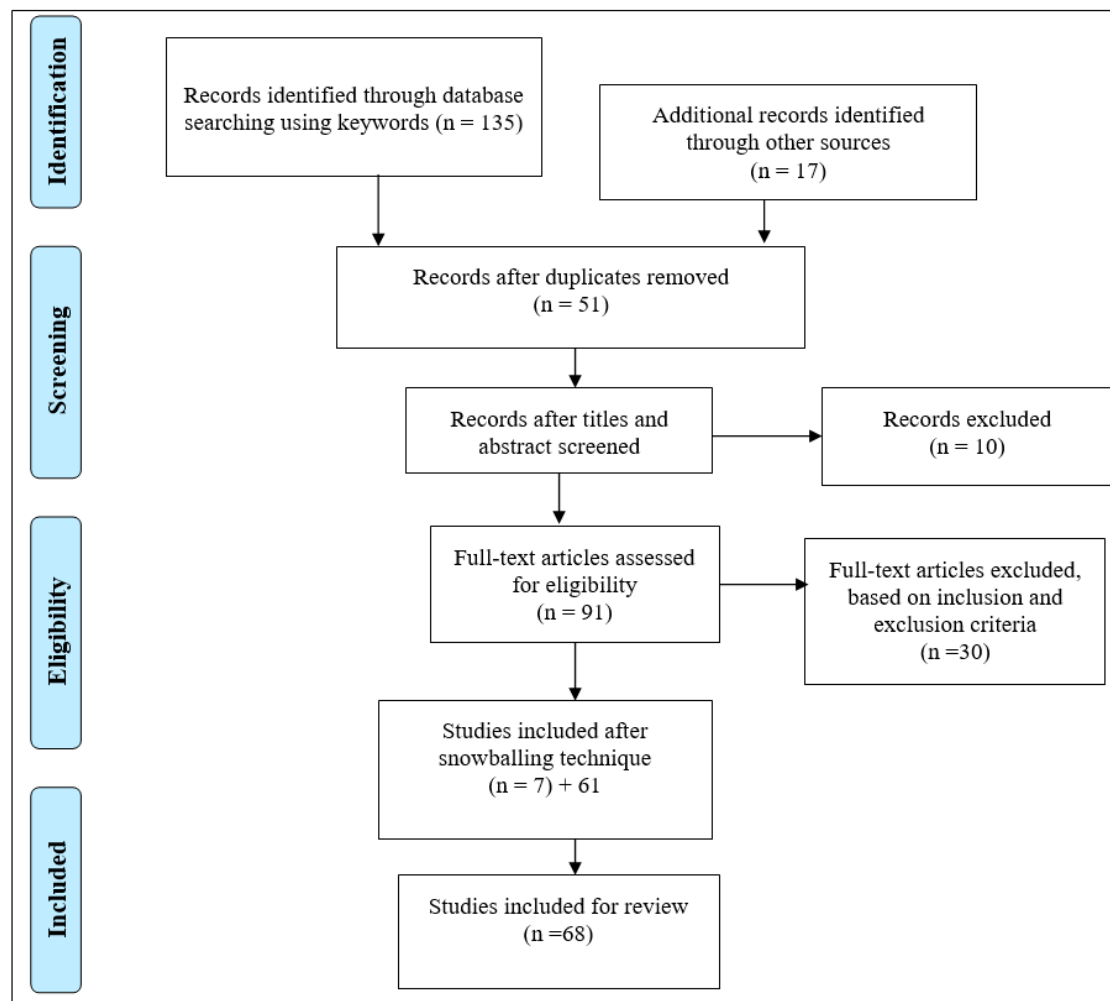 Identification
Records identified through database
searching using keywords (n = 135)
Additional records identified
through other sources
(n = 17)
Screening
Records after duplicates removed
(n = 51)
Records after titles and
abstract screened
Records excluded
(n = 10)
Eligibility
Full-text articles assessed
for eligibility
(n = 91)
Full-text articles excluded,
based on inclusion and
exclusion criteria
(n =30)
Studies included after
snowballing technique
(n = 7) + 61
Included
Studies included for review
(n =68)